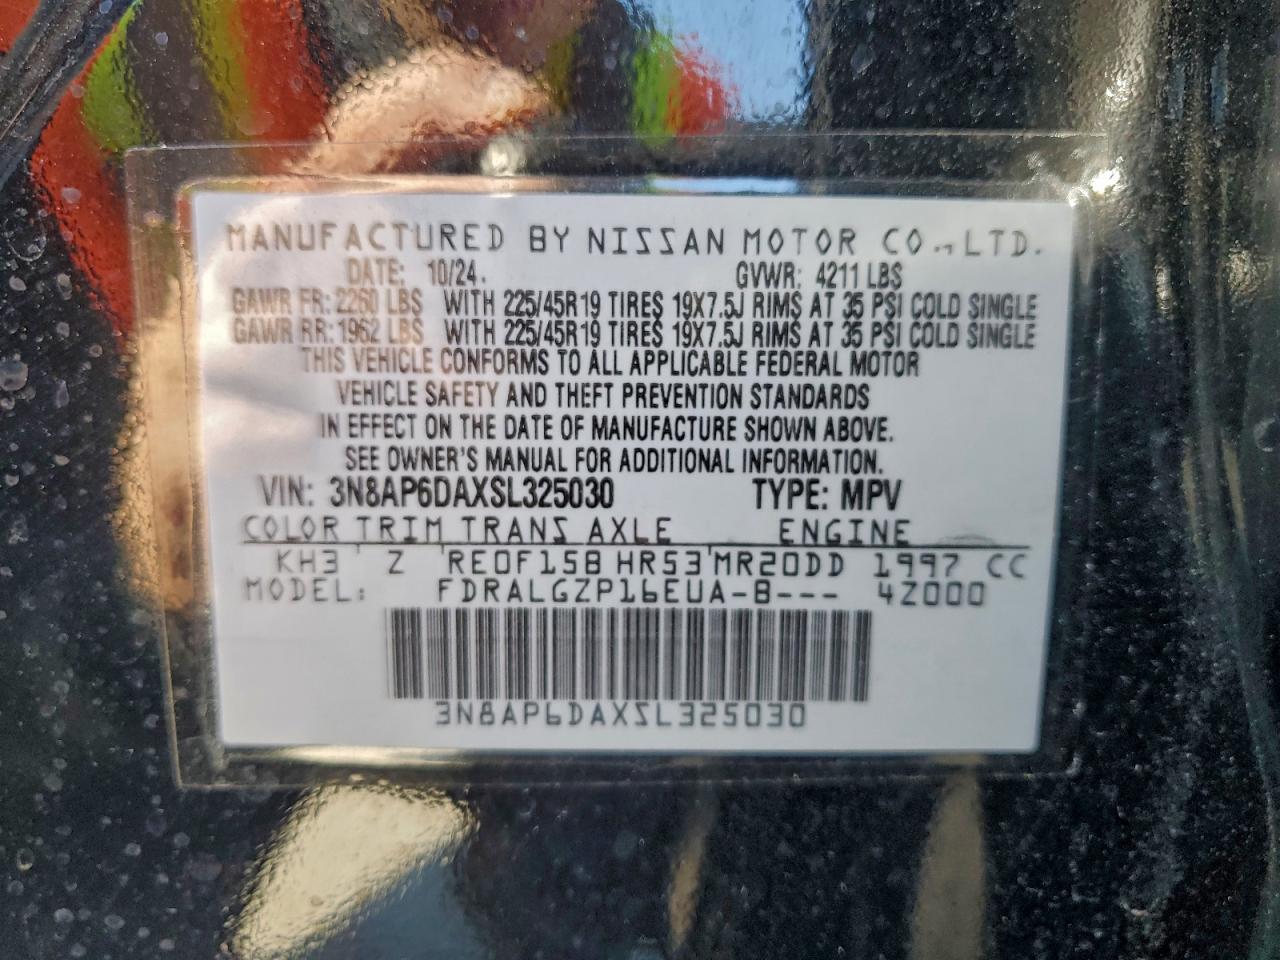 MANUFACTURED BY NISSAN MOTOR CO.,LTD.
DATE: 10/24. GVWR: 4211 LBS
GAWR FR: 2260 LBS WITH 225/45R19 TIRES 19X7.5J RIMS AT 35 PSI COLD SINGLE
GAWR RR: 1962 LBS WITH 225/45R19 TIRES 19X7.5J RIMS AT 35 PSI COLD SINGLE
THIS VEHICLE CONFORMS TO ALL APPLICABLE FEDERAL MOTOR
VEHICLE SAFETY AND THEFT PREVENTION STANDARDS
IN EFFECT ON THE DATE OF MANUFACTURE SHOWN ABOVE.
SEE OWNER'S MANUAL FOR ADDITIONAL INFORMATION.
VIN: 3N8AP6DAXSL325030 TYPE: MPV
COLOR TRIM TRANS AXLE ENGINE
KH3 Z RE0F15B HR53 MR20DD 1997 CC
MODEL: FDRALGZP16EUA-B--- 4Z000
3N8AP6DAXSL325030